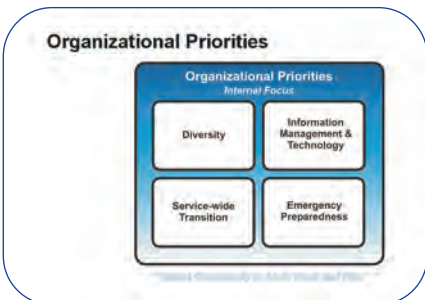 Organizational Priorities
Organizational Priorities
Internal Focus
Diversity
Information
Management &
Technology
Service-wide
Transition
Emergency
Preparedness